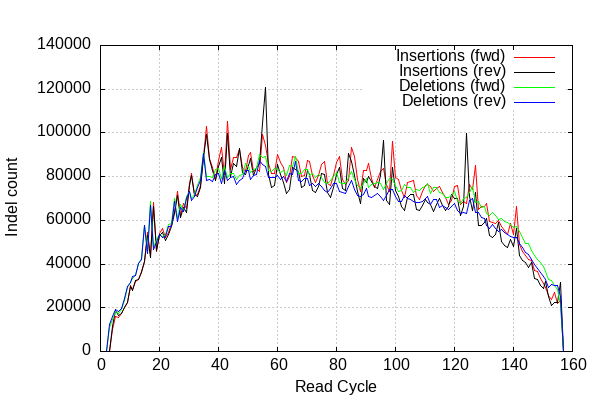 140000
120000
100000
80000
60000
40000
20000
0
Indel count
Insertions (fwd)
Insertions (rev)
Deletions (fwd)
Deletions (rev)
0 20 40 60 80 100 120 140 160
Read Cycle